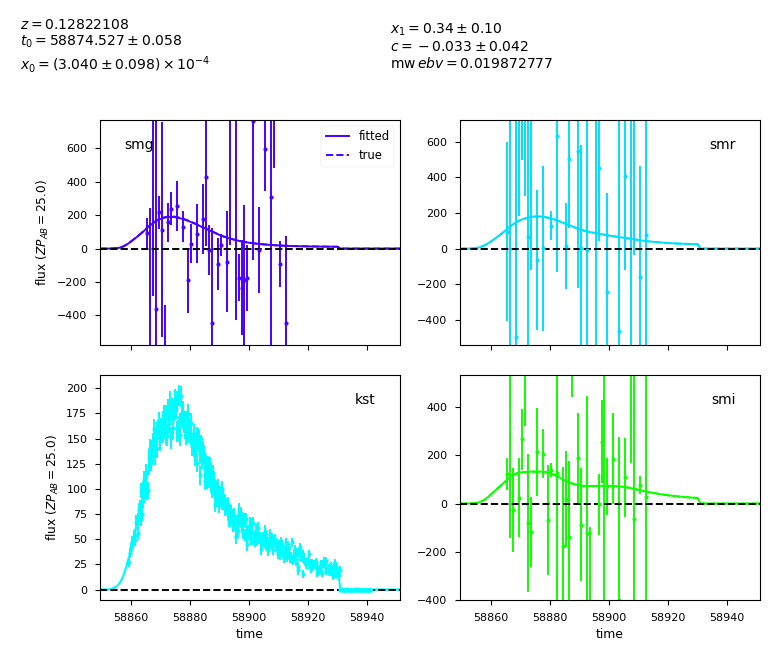 z = 0.12822108
t₀ = 58874.527 ± 0.058
x₀ = (3.040 ± 0.098) × 10⁻⁴
x₁ = 0.34 ± 0.10
c = −0.033 ± 0.042
mw ebv = 0.019872777
smg
fitted
true
600
400
200
0
−200
−400
flux (ZP_AB = 25.0)
smr
600
400
200
0
−200
−400
kst
200
175
150
125
100
75
50
25
0
flux (ZP_AB = 25.0)
58860 58880 58900 58920 58940
time
smi
400
200
0
−200
−400
58860 58880 58900 58920 58940
time